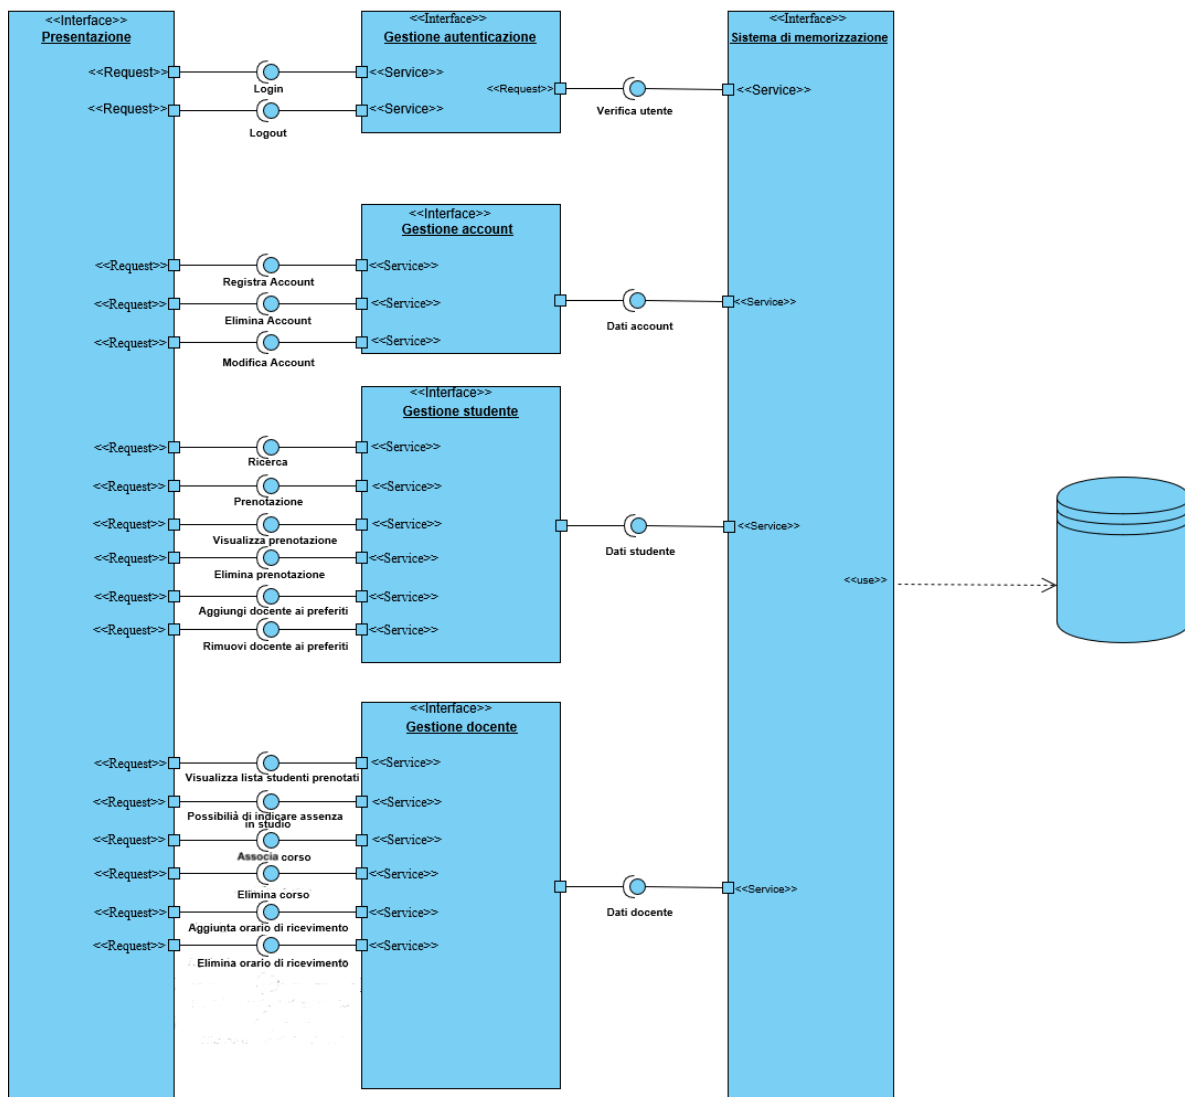 <<Interface>>
Presentazione
<<Interface>>
Gestione autenticazione
<<Interface>>
Sistema di memorizzazione
<<Request>>
Login
<<Service>>
<<Request>>
Verifica utente
<<Service>>
<<Request>>
Logout
<<Service>>
<<Interface>>
Gestione account
<<Request>>
Registra Account
<<Service>>
<<Request>>
Elimina Account
<<Service>>
Dati account
<<Service>>
<<Request>>
Modifica Account
<<Service>>
<<Interface>>
Gestione studente
<<Request>>
Ricerca
<<Service>>
<<Request>>
Prenotazione
<<Service>>
<<Request>>
Visualizza prenotazione
<<Service>>
Dati studente
<<Service>>
<<Request>>
Elimina prenotazione
<<Service>>
<<use>>
<<Request>>
Aggiungi docente ai preferiti
<<Service>>
<<Request>>
Rimuovi docente ai preferiti
<<Service>>
<<Interface>>
Gestione docente
<<Request>>
Visualizza lista studenti prenotati
<<Service>>
<<Request>>
Possibilià di indicare assenza
in studio
<<Service>>
<<Request>>
Associa corso
<<Service>>
<<Request>>
Elimina corso
<<Service>>
Dati docente
<<Service>>
<<Request>>
Aggiunta orario di ricevimento
<<Service>>
<<Request>>
Elimina orario di ricevimento
<<Service>>